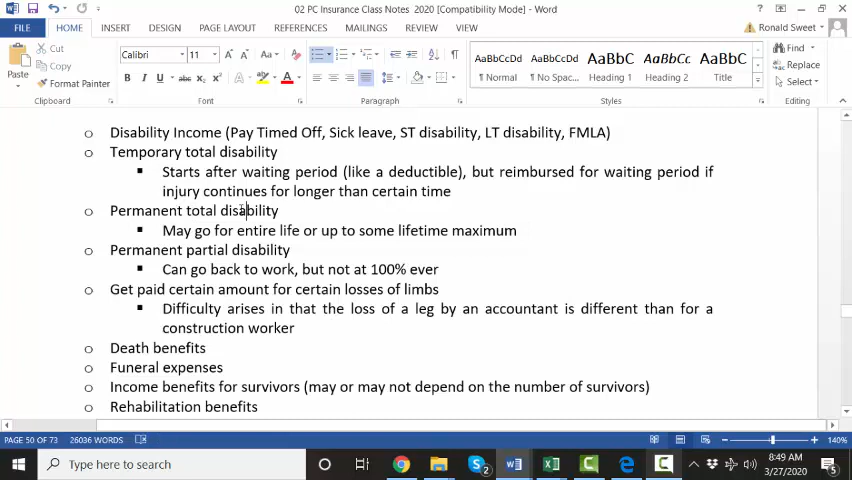 02 PC Insurance Class Notes 2020 [Compatibility Mode] - Word
FILE HOME INSERT DESIGN PAGE LAYOUT REFERENCES MAILINGS REVIEW VIEW Ronald Sweet
Cut
Copy
Format Painter
Paste
Calibri 11
Find
Replace
Select
AaBbCcDd AaBbCcDd AaBbC AaBbCc AaBbC
¶ Normal ¶ No Spac... Heading 1 Heading 2 Title
Clipboard Font Paragraph Styles Editing
o Disability Income (Pay Timed Off, Sick leave, ST disability, LT disability, FMLA)
o Temporary total disability
▪ Starts after waiting period (like a deductible), but reimbursed for waiting period if
injury continues for longer than certain time
o Permanent total disability
▪ May go for entire life or up to some lifetime maximum
o Permanent partial disability
▪ Can go back to work, but not at 100% ever
o Get paid certain amount for certain losses of limbs
▪ Difficulty arises in that the loss of a leg by an accountant is different than for a
construction worker
o Death benefits
o Funeral expenses
o Income benefits for survivors (may or may not depend on the number of survivors)
o Rehabilitation benefits
PAGE 50 OF 73 26036 WORDS 140%
Type here to search
8:49 AM
3/27/2020